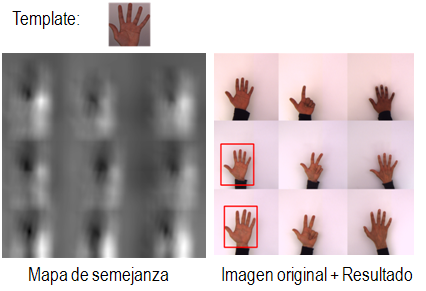 Template:
Mapa de semejanza
Imagen original + Resultado